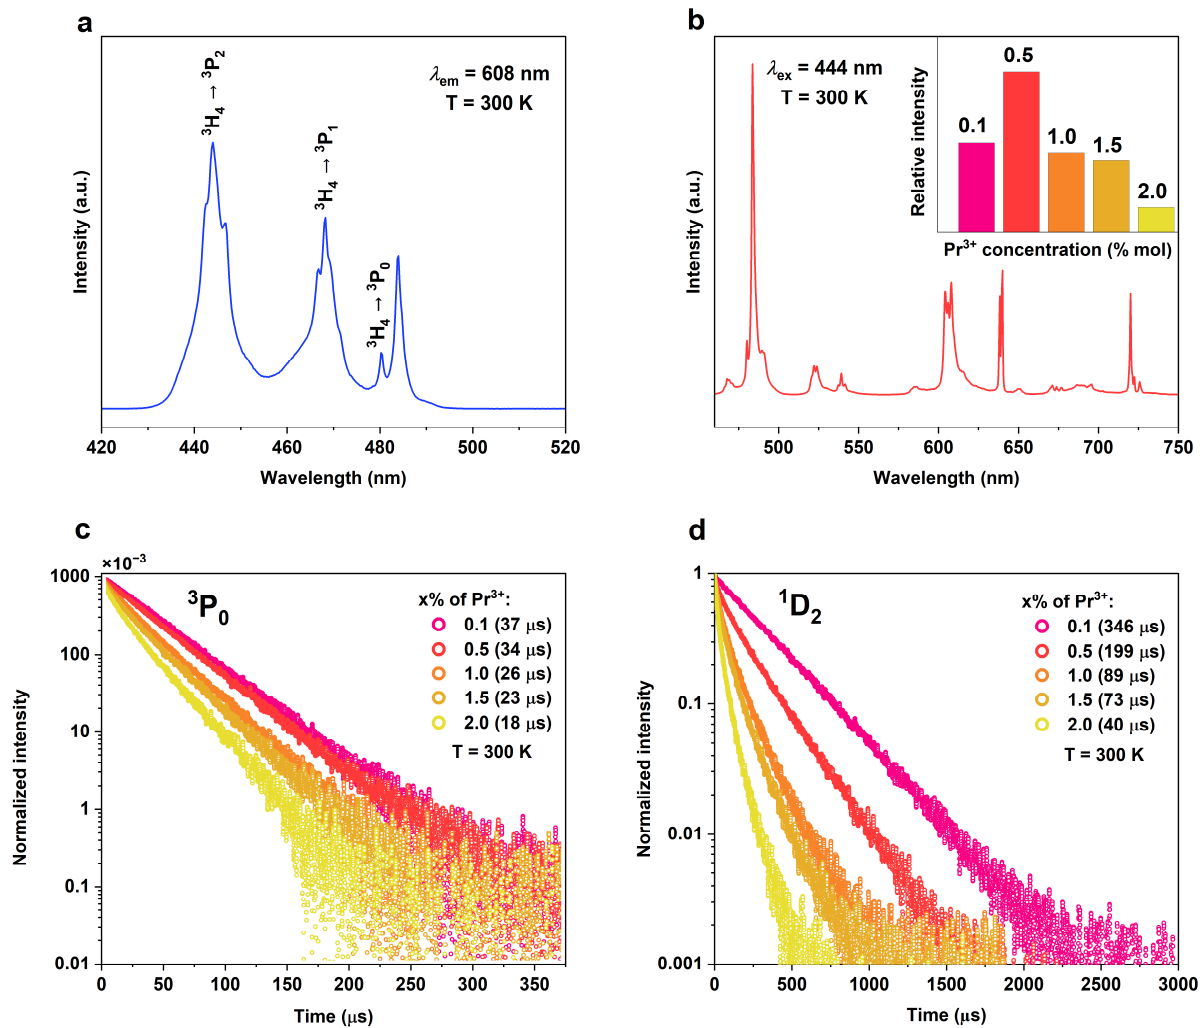 a
³H₄ → ³P₂
³H₄ → ³P₁
³H₄ → ³P₀
λem = 608 nm
T = 300 K
Intensity (a.u.)
420 440 460 480 500 520
Wavelength (nm)
b
λex = 444 nm
T = 300 K
Relative intensity
0.1
0.5
1.0
1.5
2.0
Pr³⁺ concentration (% mol)
Intensity (a.u.)
500 550 600 650 700 750
Wavelength (nm)
c
×10⁻³
1000
100
10
1
0.1
0.01
Normalized intensity
³P₀
x% of Pr³⁺:
0.1 (37 μs)
0.5 (34 μs)
1.0 (26 μs)
1.5 (23 μs)
2.0 (18 μs)
T = 300 K
0 50 100 150 200 250 300 350
Time (μs)
d
1
0.1
0.01
0.001
Normalized intensity
¹D₂
x% of Pr³⁺:
0.1 (346 μs)
0.5 (199 μs)
1.0 (89 μs)
1.5 (73 μs)
2.0 (40 μs)
T = 300 K
0 500 1000 1500 2000 2500 3000
Time (μs)